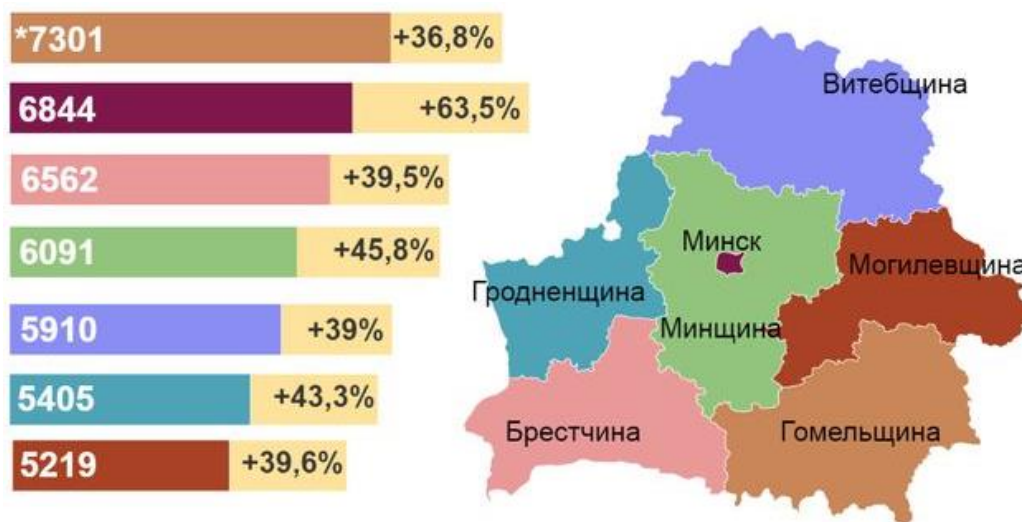 *7301 +36,8%
6844 +63,5%
6562 +39,5%
6091 +45,8%
5910 +39%
5405 +43,3%
5219 +39,6%
Витебщина
Минск
Могилевщина
Гродненщина
Минщина
Брестчина
Гомельщина